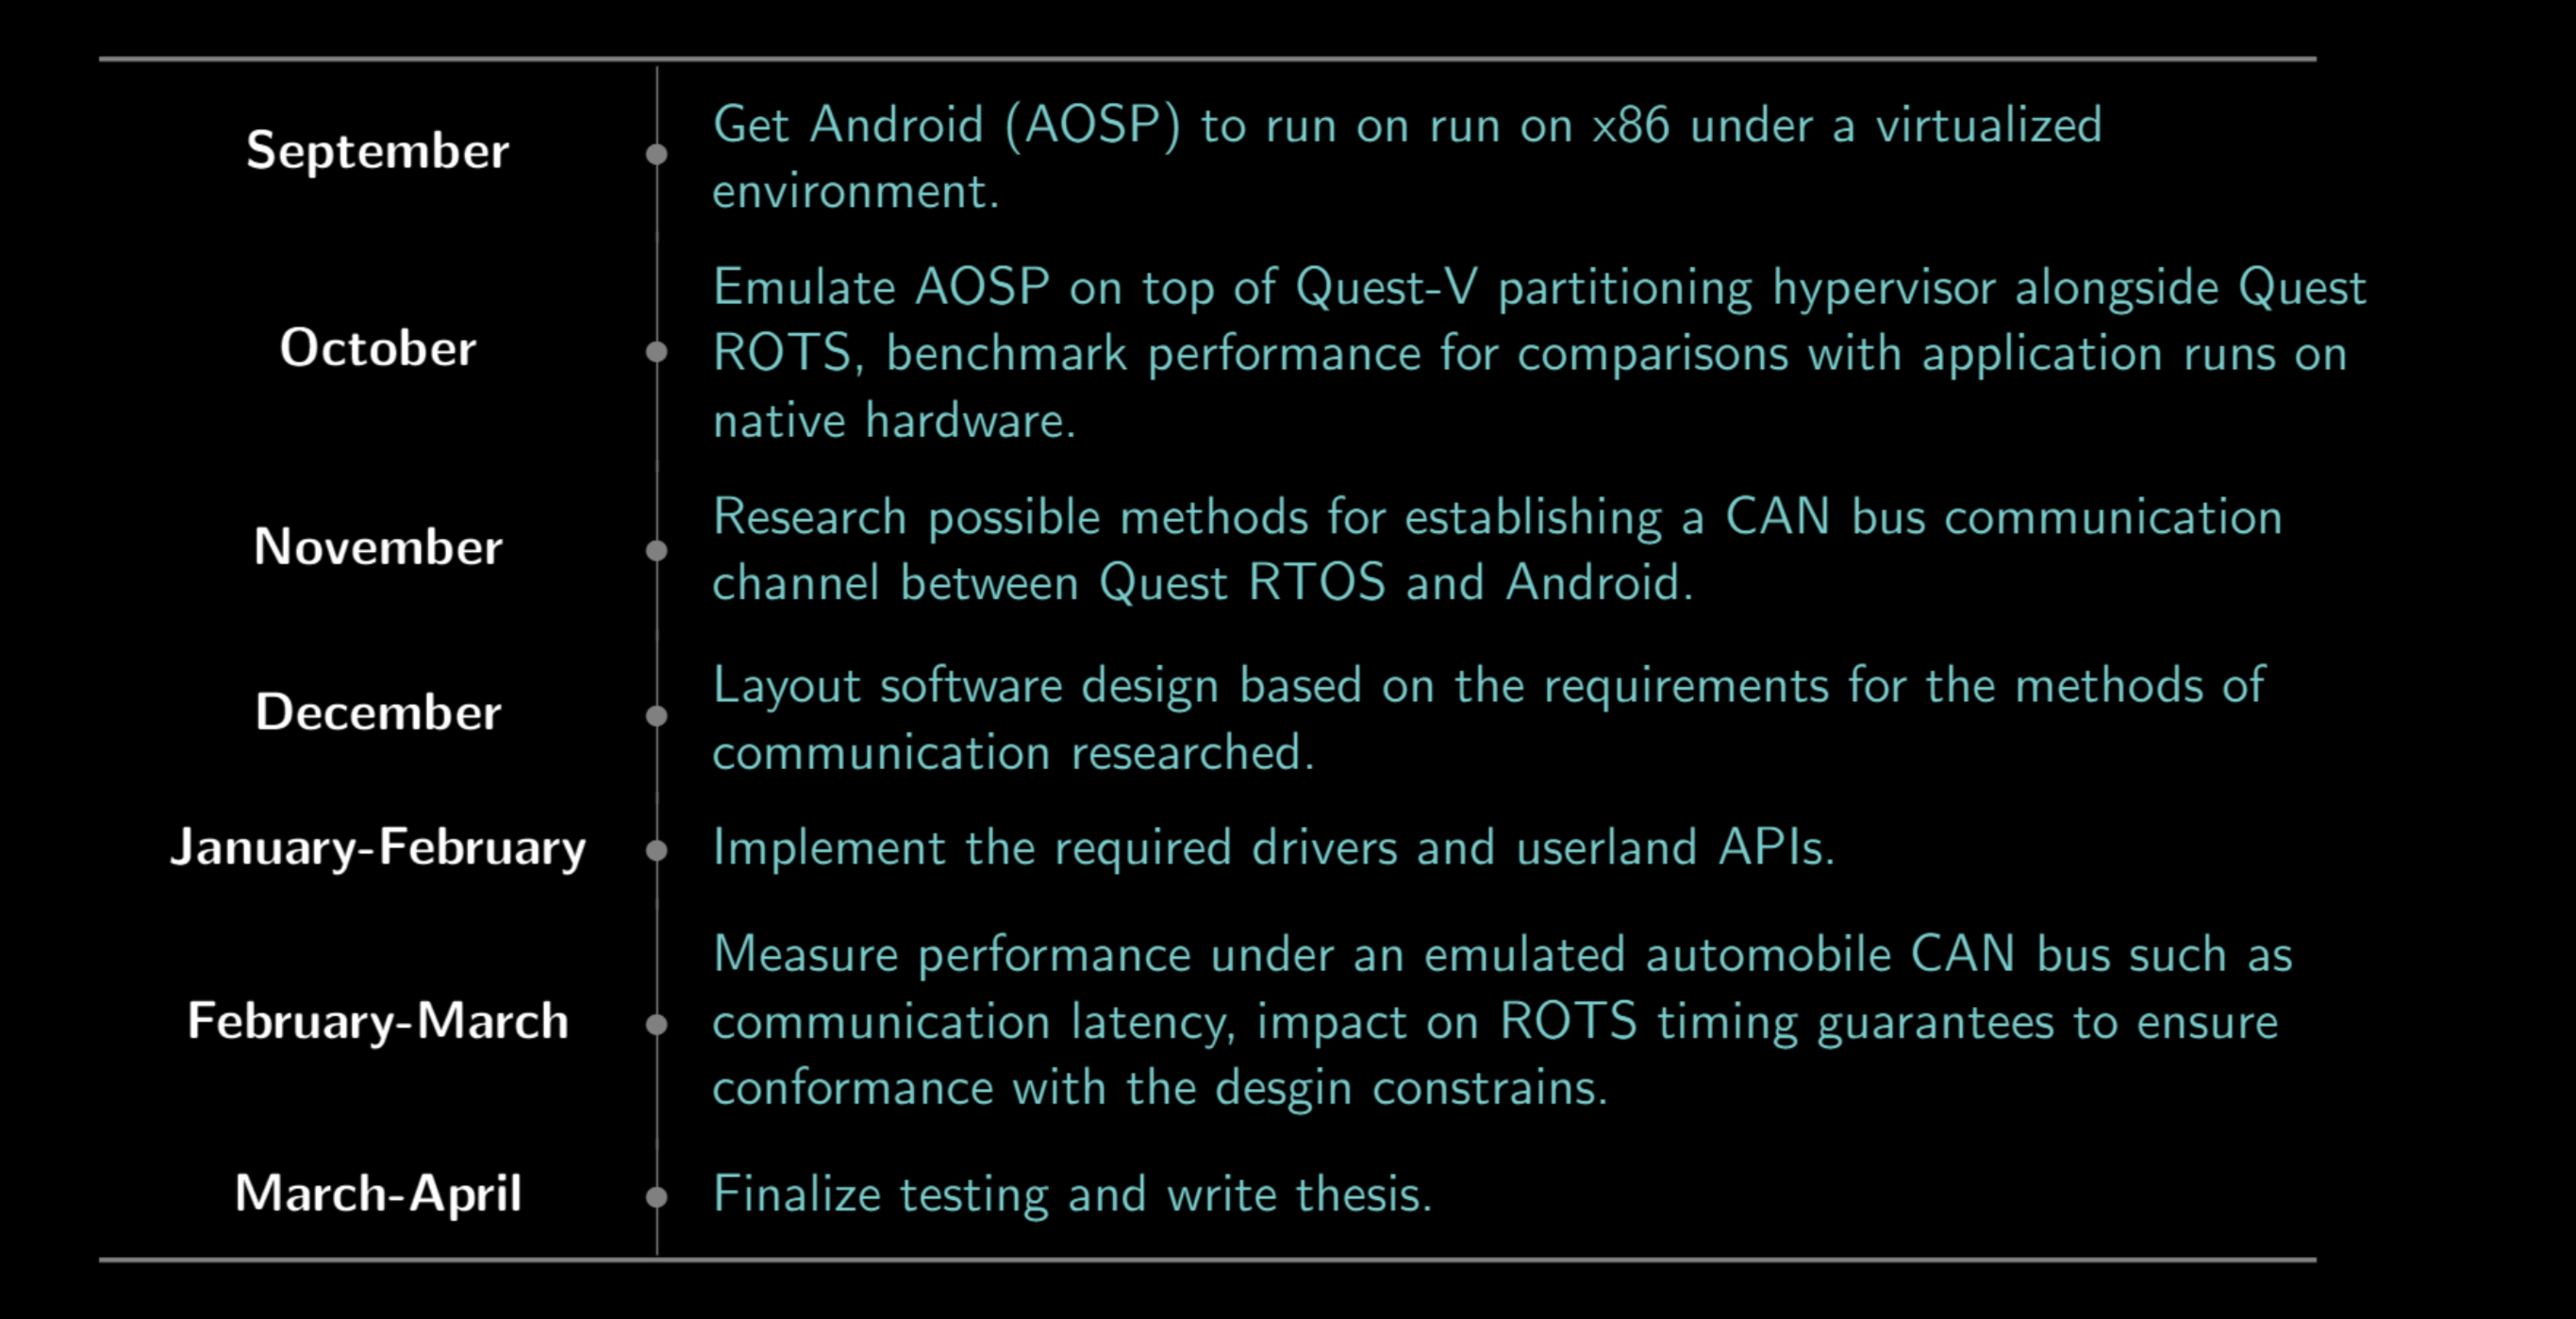 September
Get Android (AOSP) to run on run on x86 under a virtualized
environment.
October
Emulate AOSP on top of Quest-V partitioning hypervisor alongside Quest
ROTS, benchmark performance for comparisons with application runs on
native hardware.
November
Research possible methods for establishing a CAN bus communication
channel between Quest RTOS and Android.
December
Layout software design based on the requirements for the methods of
communication researched.
January-February
Implement the required drivers and userland APIs.
February-March
Measure performance under an emulated automobile CAN bus such as
communication latency, impact on ROTS timing guarantees to ensure
conformance with the desgin constrains.
March-April
Finalize testing and write thesis.